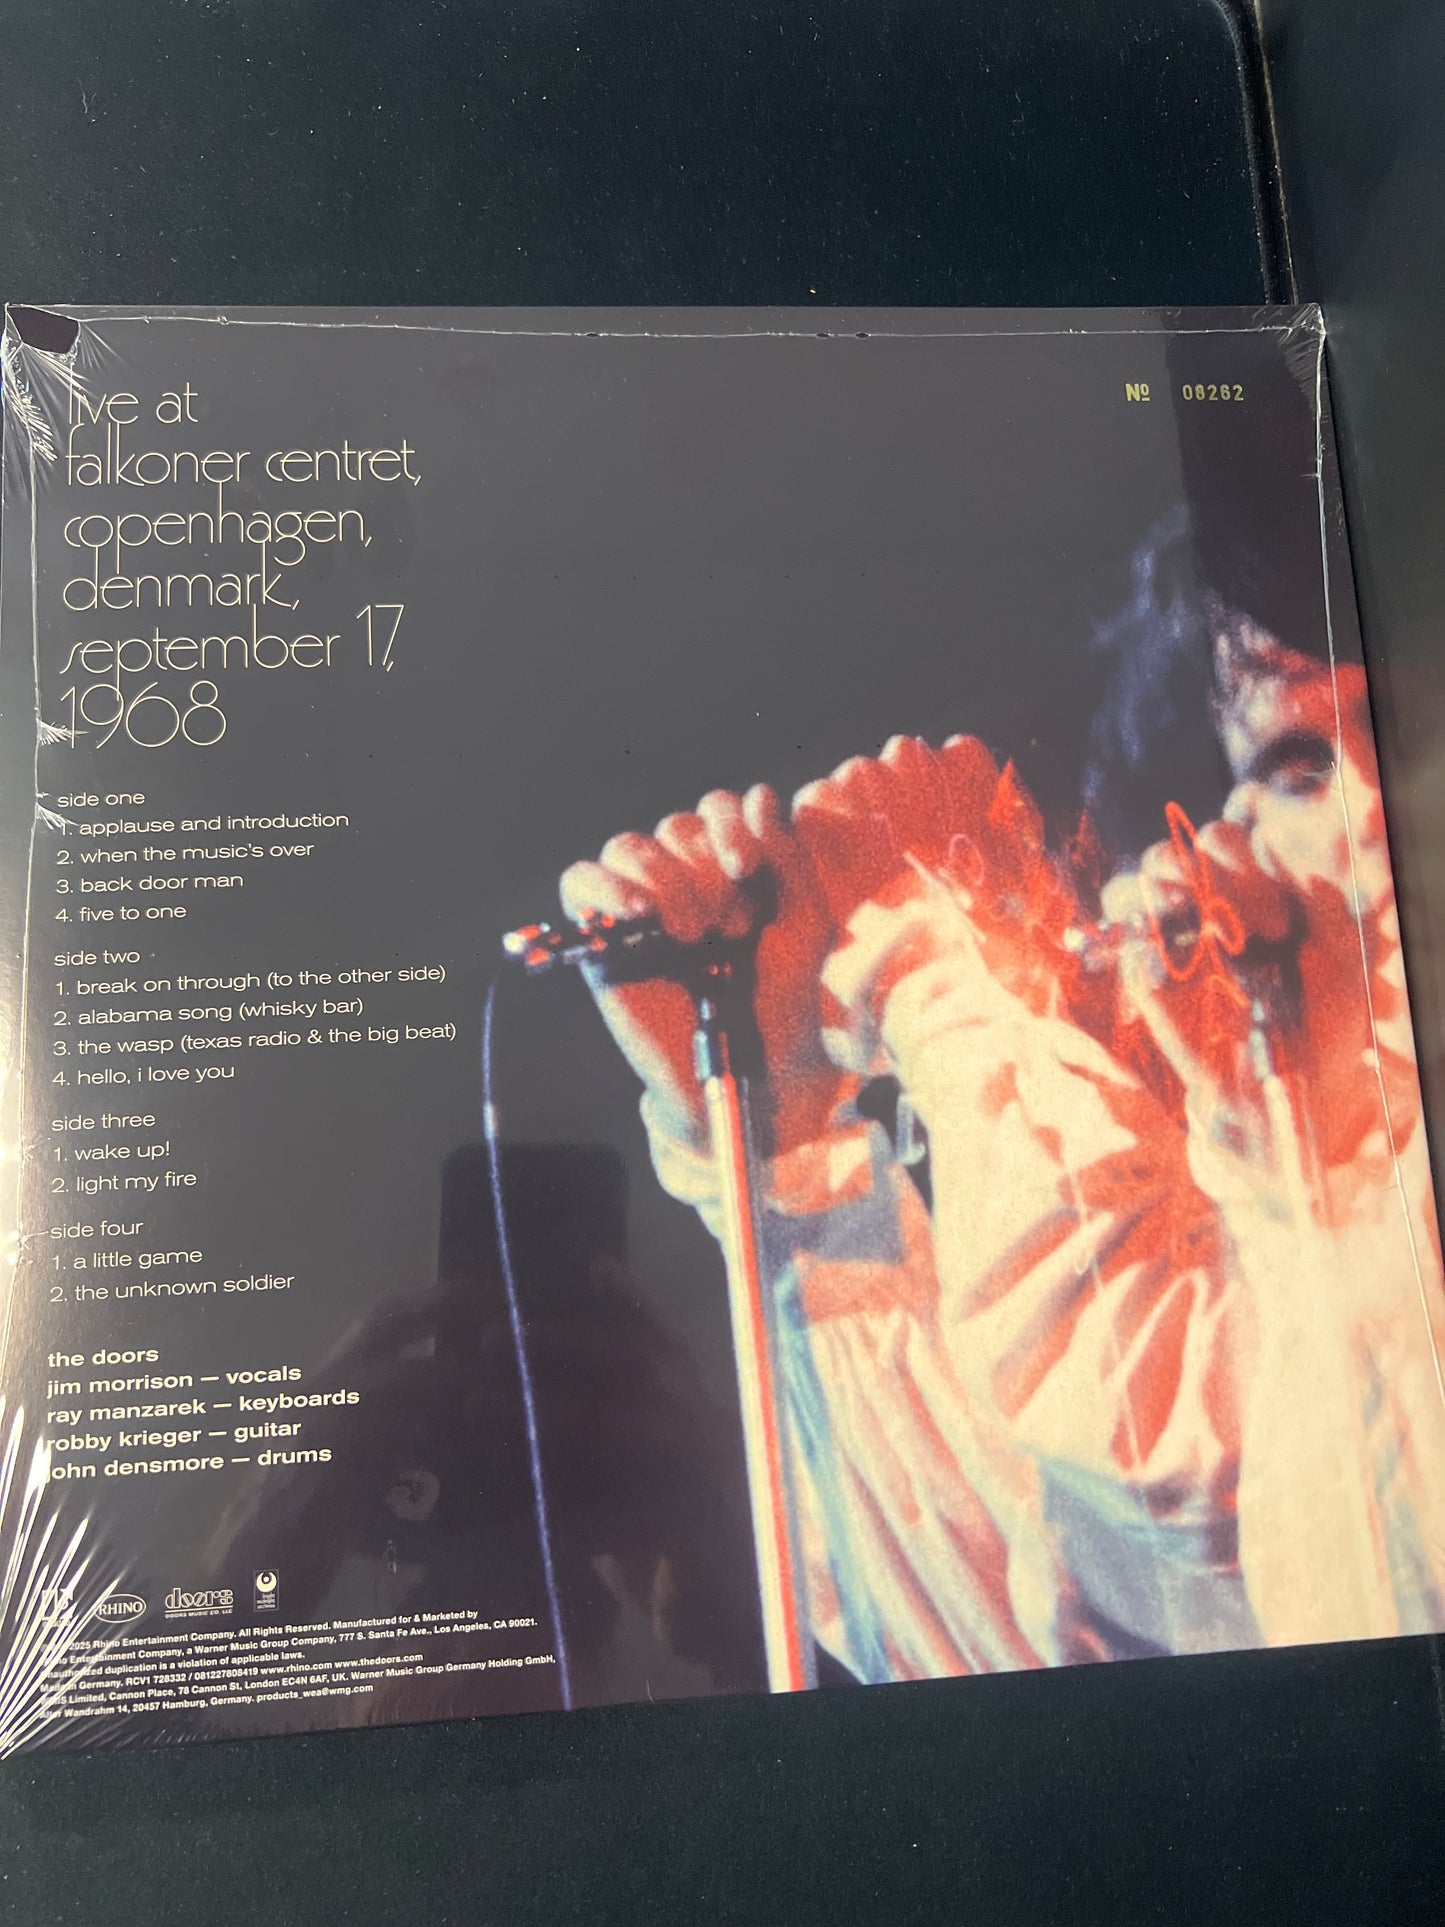 live at
falkoner centret,
copenhagen,
denmark,
september 17,
1968
Nº 08262
side one
1. applause and introduction
2. when the music's over
3. back door man
4. five to one
side two
1. break on through (to the other side)
2. alabama song (whisky bar)
3. the wasp (texas radio & the big beat)
4. hello, i love you
side three
1. wake up!
2. light my fire
side four
1. a little game
2. the unknown soldier
the doors
jim morrison — vocals
ray manzarek — keyboards
robby krieger — guitar
john densmore — drums
RHINO
doors
DOORS MUSIC CO. LLC
bright
midnight
archives
2025 Rhino Entertainment Company. All Rights Reserved. Manufactured for & Marketed by
Entertainment Company, a Warner Music Group Company, 777 S. Santa Fe Ave., Los Angeles, CA 90021.
Unauthorized duplication is a violation of applicable laws.
Made in Germany. RCV1 728332 / 081227808419 www.rhino.com www.thedoors.com
Limited, Cannon Place, 78 Cannon St, London EC4N 6AF, UK. Warner Music Group Germany Holding GmbH,
Alter Wandrahm 14, 20457 Hamburg, Germany. products_wea@wmg.com